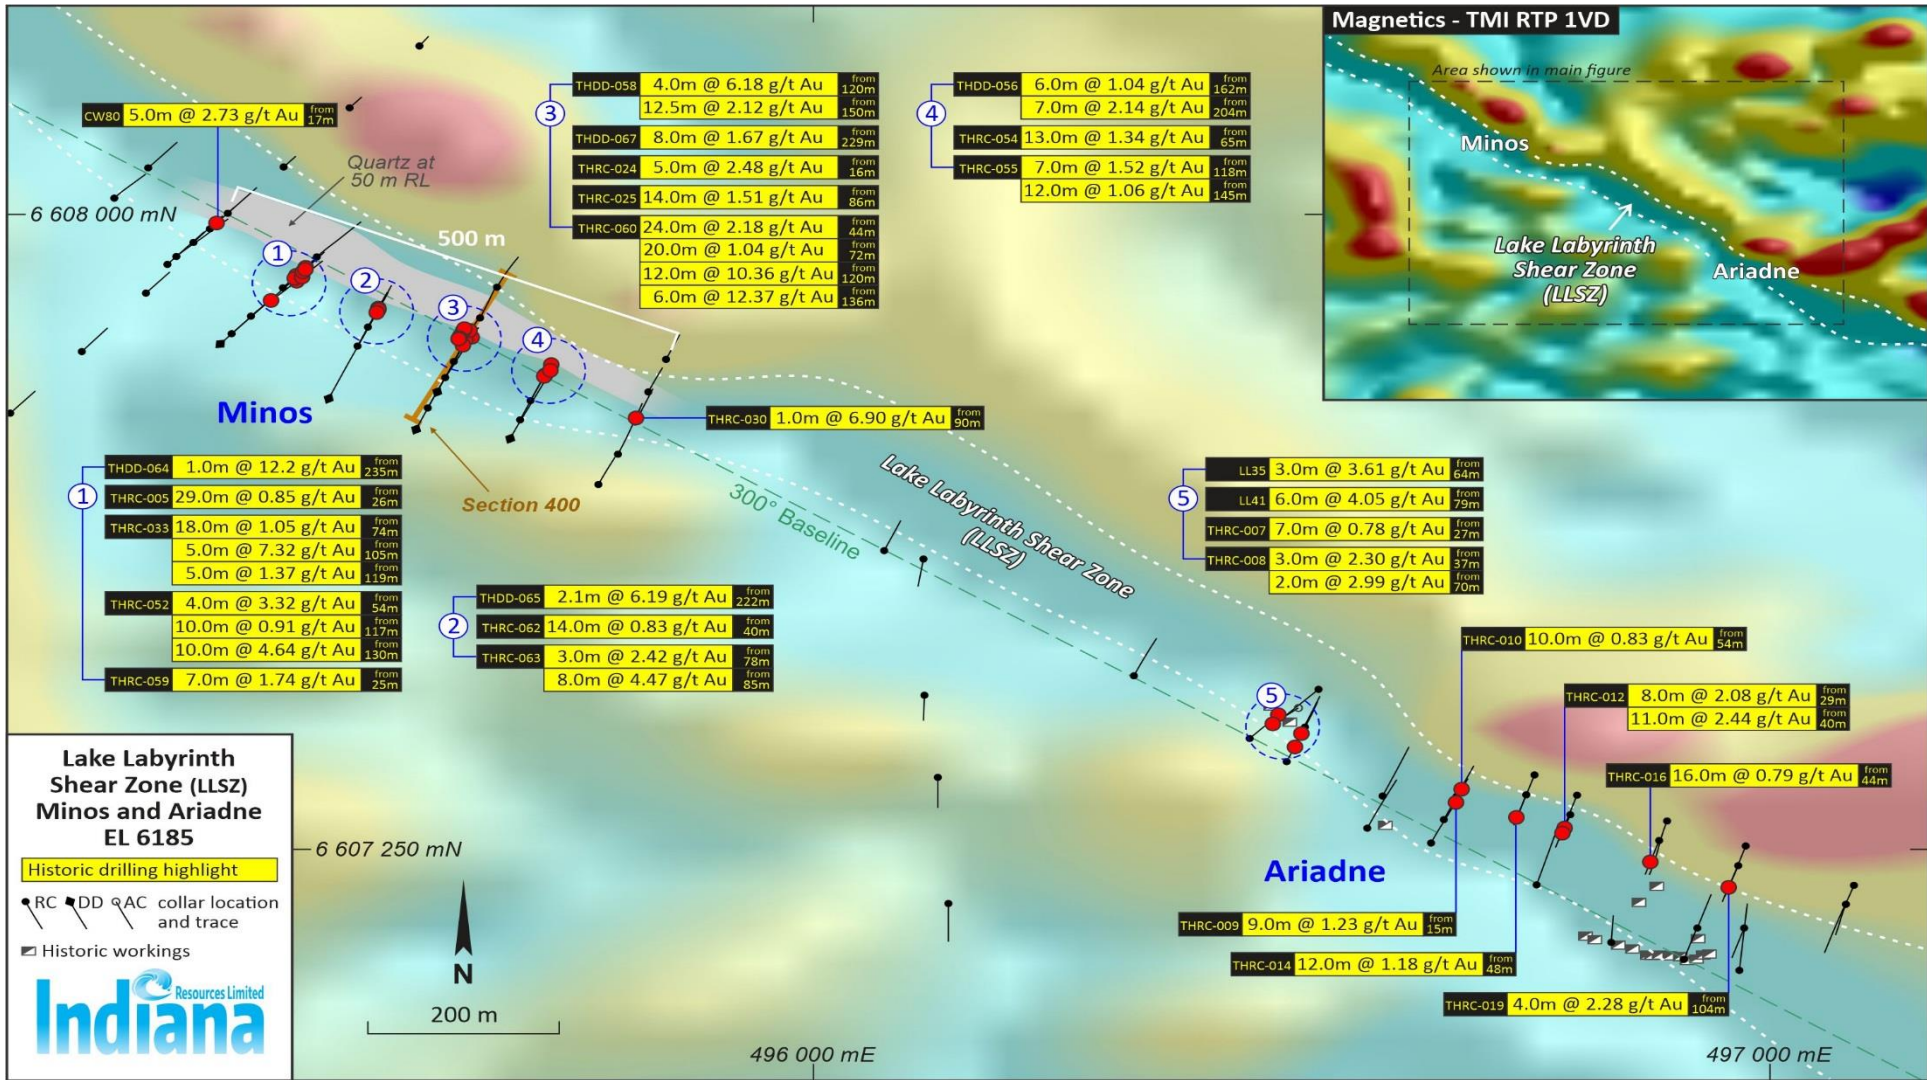 Magnetics - TMI RTP 1VD
Area shown in main figure
Minos
Lake Labyrinth
Shear Zone
(LLSZ)
Ariadne
CW80 5.0m @ 2.73 g/t Au from 17m
Quartz at
50 m RL
6 608 000 mN
500 m
1
2
3
4
3
THDD-058 4.0m @ 6.18 g/t Au from 120m
12.5m @ 2.12 g/t Au from 150m
THDD-067 8.0m @ 1.67 g/t Au from 229m
THRC-024 5.0m @ 2.48 g/t Au from 16m
THRC-025 14.0m @ 1.51 g/t Au from 86m
THRC-060 24.0m @ 2.18 g/t Au from 44m
20.0m @ 1.04 g/t Au from 72m
12.0m @ 10.36 g/t Au from 120m
6.0m @ 12.37 g/t Au from 136m
4
THDD-056 6.0m @ 1.04 g/t Au from 162m
7.0m @ 2.14 g/t Au from 204m
THRC-054 13.0m @ 1.34 g/t Au from 65m
THRC-055 7.0m @ 1.52 g/t Au from 118m
12.0m @ 1.06 g/t Au from 145m
Minos
THRC-030 1.0m @ 6.90 g/t Au from 90m
Section 400
300° Baseline
Lake Labyrinth Shear Zone
(LLSZ)
1
THDD-064 1.0m @ 12.2 g/t Au from 235m
THRC-005 29.0m @ 0.85 g/t Au from 26m
THRC-033 18.0m @ 1.05 g/t Au from 74m
5.0m @ 7.32 g/t Au from 105m
5.0m @ 1.37 g/t Au from 119m
THRC-052 4.0m @ 3.32 g/t Au from 54m
10.0m @ 0.91 g/t Au from 117m
10.0m @ 4.64 g/t Au from 130m
THRC-059 7.0m @ 1.74 g/t Au from 25m
2
THDD-065 2.1m @ 6.19 g/t Au from 222m
THRC-062 14.0m @ 0.83 g/t Au from 40m
THRC-063 3.0m @ 2.42 g/t Au from 78m
8.0m @ 4.47 g/t Au from 85m
5
LL35 3.0m @ 3.61 g/t Au from 64m
LL41 6.0m @ 4.05 g/t Au from 79m
THRC-007 7.0m @ 0.78 g/t Au from 27m
THRC-008 3.0m @ 2.30 g/t Au from 37m
2.0m @ 2.99 g/t Au from 70m
5
THRC-010 10.0m @ 0.83 g/t Au from 54m
THRC-012 8.0m @ 2.08 g/t Au from 29m
11.0m @ 2.44 g/t Au from 40m
THRC-016 16.0m @ 0.79 g/t Au from 44m
Ariadne
THRC-009 9.0m @ 1.23 g/t Au from 15m
THRC-014 12.0m @ 1.18 g/t Au from 48m
THRC-019 4.0m @ 2.28 g/t Au from 104m
6 607 250 mN
Lake Labyrinth
Shear Zone (LLSZ)
Minos and Ariadne
EL 6185
Historic drilling highlight
RC DD AC collar location
and trace
Historic workings
Indiana Resources Limited
N
200 m
496 000 mE
497 000 mE